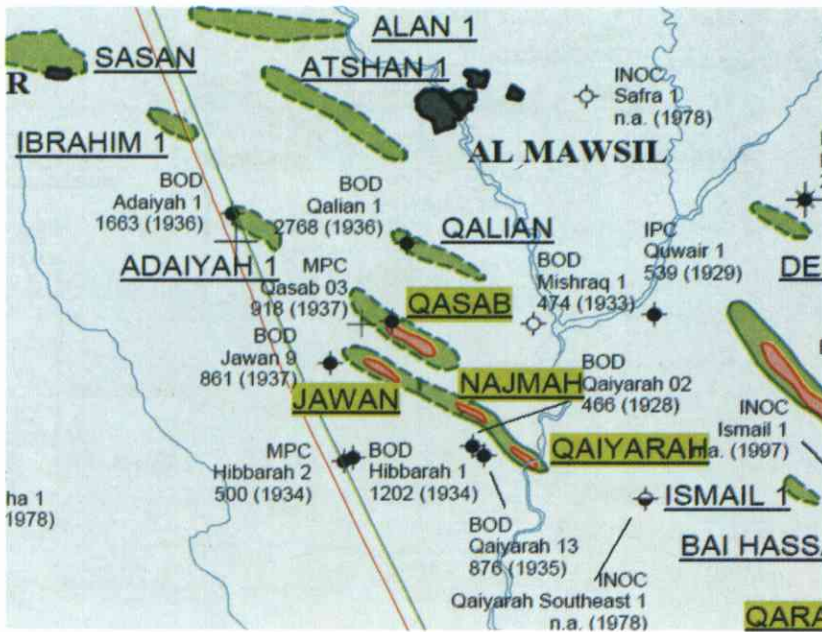 ALAN 1
SASAN
ATSHAN 1
R
INOC
Safra 1
n.a. (1978)
IBRAHIM 1
AL MAWSIL
BOD
Adaiyah 1
1663 (1936)
BOD
Qalian 1
2768 (1936)
QALIAN
IPC
Quwair 1
539 (1929)
ADAIYAH 1
DE
MPC
Qasab 03
918 (1937)
QASAB
BOD
Mishraq 1
474 (1933)
BOD
Jawan 9
861 (1937)
JAWAN
NAJMAH
BOD
Qaiyarah 02
466 (1928)
INOC
Ismail 1
n.a. (1997)
QAIYARAH
MPC
Hibbarah 2
500 (1934)
BOD
Hibbarah 1
1202 (1934)
ha 1
1978)
ISMAIL 1
BOD
Qaiyarah 13
876 (1935)
BAI HASSA
INOC
Qaiyarah Southeast 1
n.a. (1978)
QARA